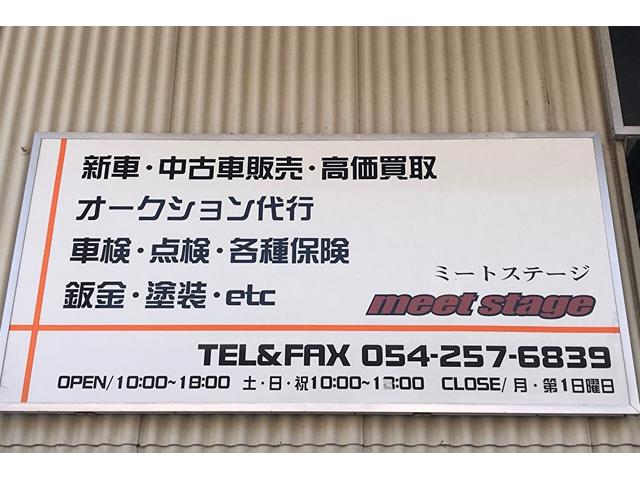 新車・中古車販売・高価買取
オークション代行
車検・点検・各種保険
鈑金・塗装・etc
ミートステージ
meet stage
TEL&FAX 054-257-6839
OPEN/10:00~18:00 土・日・祝10:00~18:00 CLOSE/月・第1日曜日